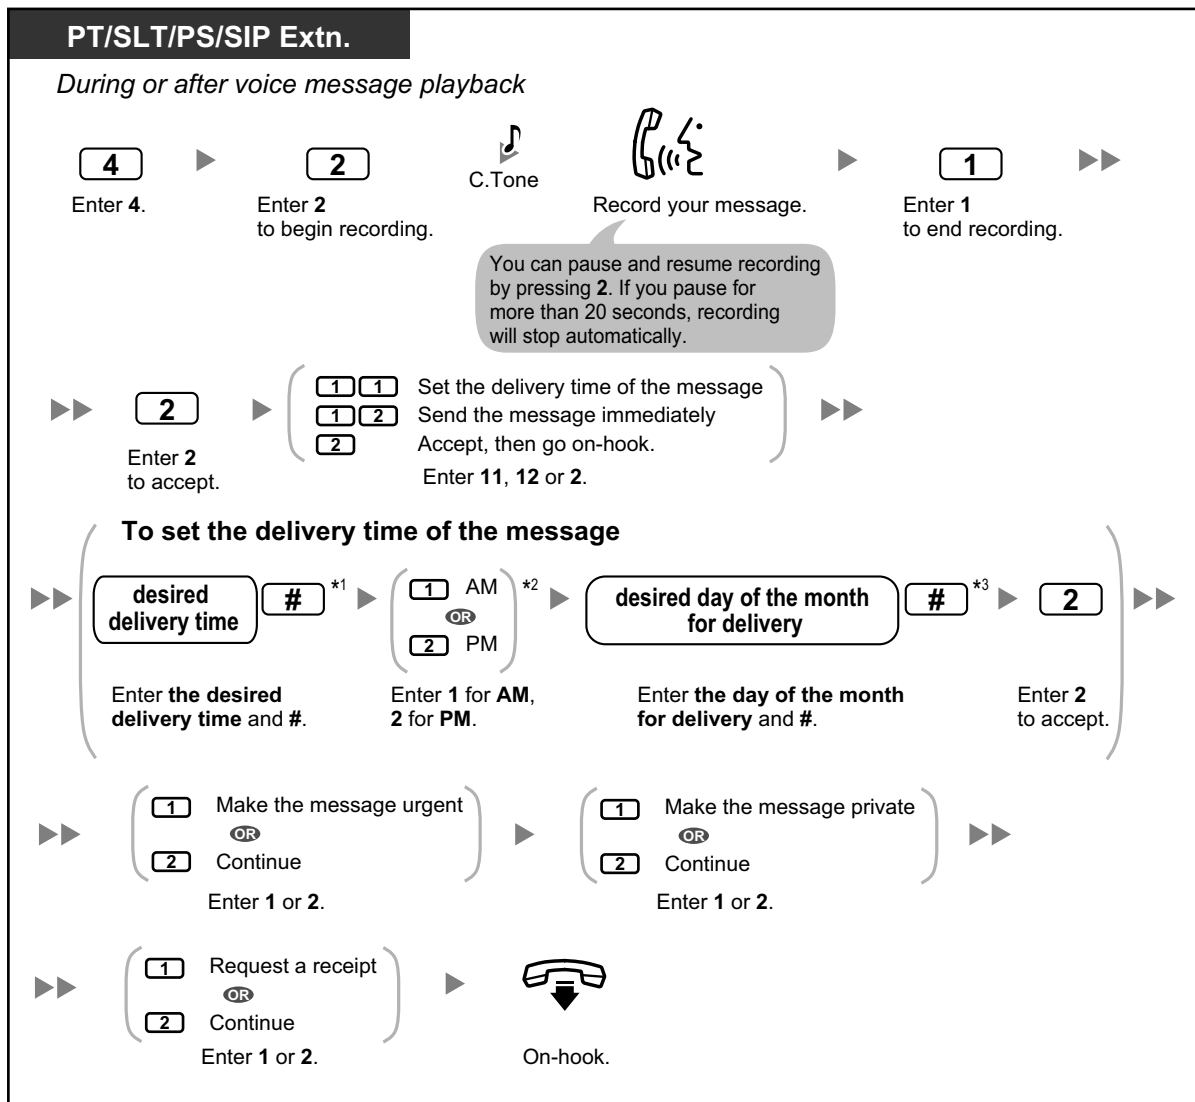 PT/SLT/PS/SIP Extn.
During or after voice message playback
4
2
C.Tone
1
Enter 4.
Enter 2
to begin recording.
Record your message.
Enter 1
to end recording.
You can pause and resume recording
by pressing 2. If you pause for
more than 20 seconds, recording
will stop automatically.
2
Enter 2
to accept.
1 1 Set the delivery time of the message
1 2 Send the message immediately
2 Accept, then go on-hook.
Enter 11, 12 or 2.
To set the delivery time of the message
desired
delivery time
# *1
1 AM
OR
2 PM
*2
desired day of the month
for delivery
# *3
2
Enter the desired
delivery time and #.
Enter 1 for AM,
2 for PM.
Enter the day of the month
for delivery and #.
Enter 2
to accept.
1 Make the message urgent
OR
2 Continue
Enter 1 or 2.
1 Make the message private
OR
2 Continue
Enter 1 or 2.
1 Request a receipt
OR
2 Continue
Enter 1 or 2.
On-hook.